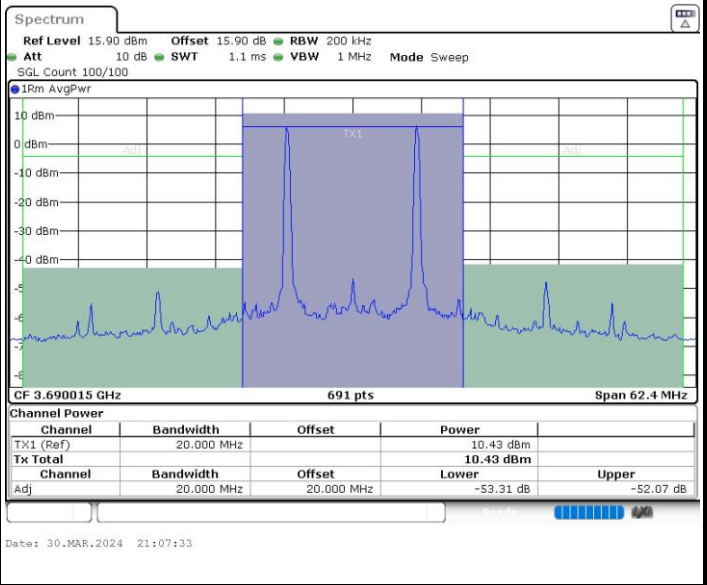 Spectrum
Ref Level 15.90 dBm Offset 15.90 dB RBW 200 kHz
Att 10 dB SWT 1.1 ms VBW 1 MHz Mode Sweep
SGL Count 100/100
1Rm AvgPwr
10 dBm
TX1
0 dBm
Adj Adj
-10 dBm
-20 dBm
-30 dBm
-40 dBm
CF 3.690015 GHz 691 pts Span 62.4 MHz
Channel Power
Channel Bandwidth Offset Power
TX1 (Ref) 20.000 MHz 10.43 dBm
Tx Total 10.43 dBm
Channel Bandwidth Offset Lower Upper
Adj 20.000 MHz 20.000 MHz -53.31 dB -52.07 dB
Ready
Date: 30.MAR.2024 21:07:33